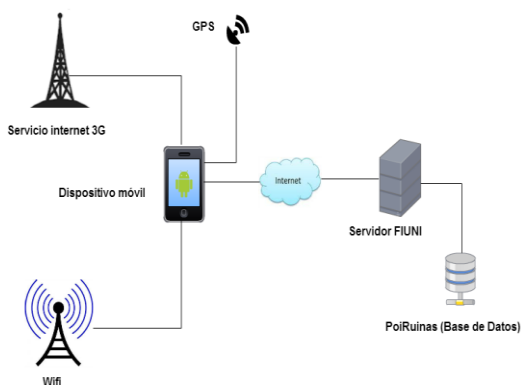 GPS
Servicio internet 3G
Dispositivo móvil
Internet
Servidor FIUNI
PoiRuinas (Base de Datos)
Wifi